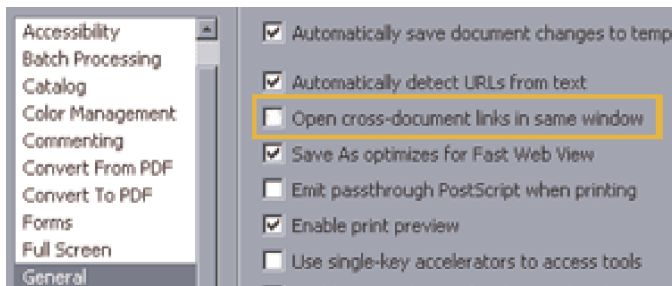 Accessibility
Batch Processing
Catalog
Color Management
Commenting
Convert From PDF
Convert To PDF
Forms
Full Screen
General
Automatically save document changes to temp
Automatically detect URLs from text
Open cross-document links in same window
Save As optimizes for Fast Web View
Emit passthrough PostScript when printing
Enable print preview
Use single-key accelerators to access tools